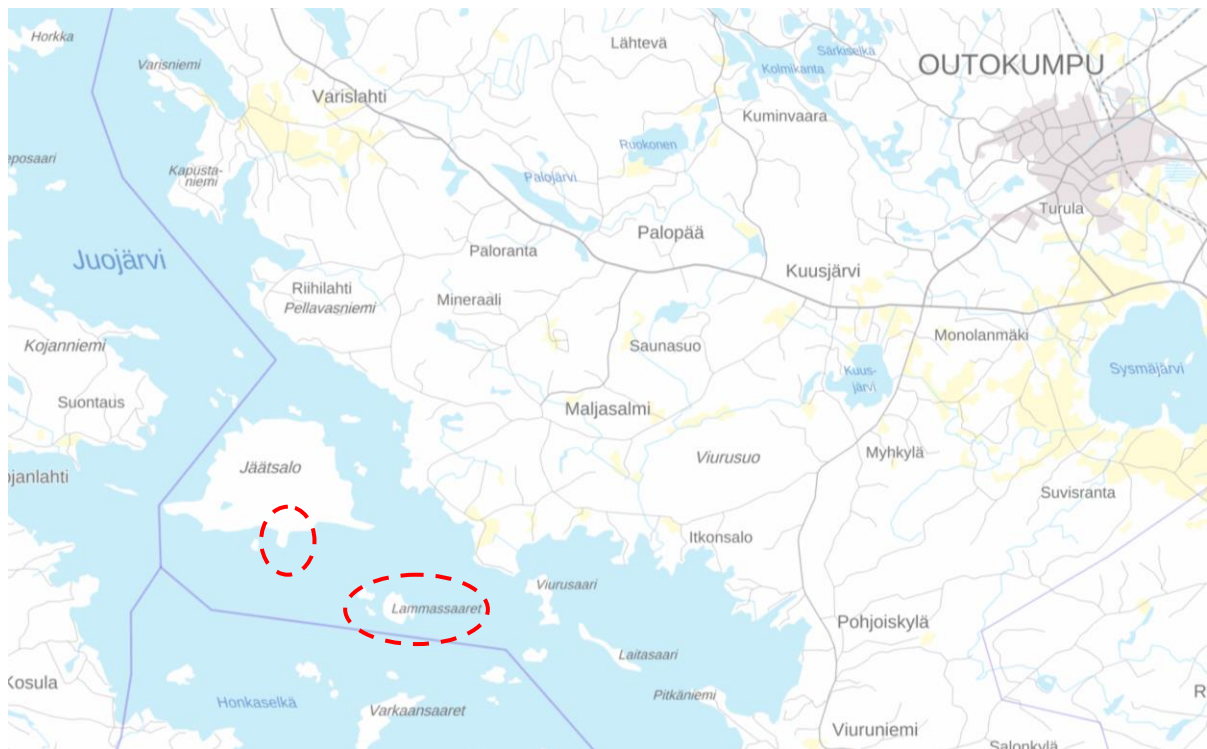 Horkka
Lähtevä
Särkiselkä
Varisniemi
Kolmikanta
OUTOKUMPU
Varislahti
Kuminvaara
Ruokonen
eposaari
Kapusta-
niemi
Palojärvi
Turula
Palopää
Juojärvi
Paloranta
Kuusjärvi
Riihilahti
Pellavasniemi
Mineraali
Monolanmäki
Kojanniemi
Saunasuo
Kuus-
järvi
Sysmäjärvi
Suontaus
Maljasalmi
Jäätsalo
Viurusuo
Myhkylä
ojanlahti
Suvisranta
Itkonsalo
Viurusaari
Lammassaaret
Pohjoiskylä
Laitasaari
Kosula
Pitkäniemi
R
Honkaselkä
Varkaansaaret
Viuruniemi
Salonkylä